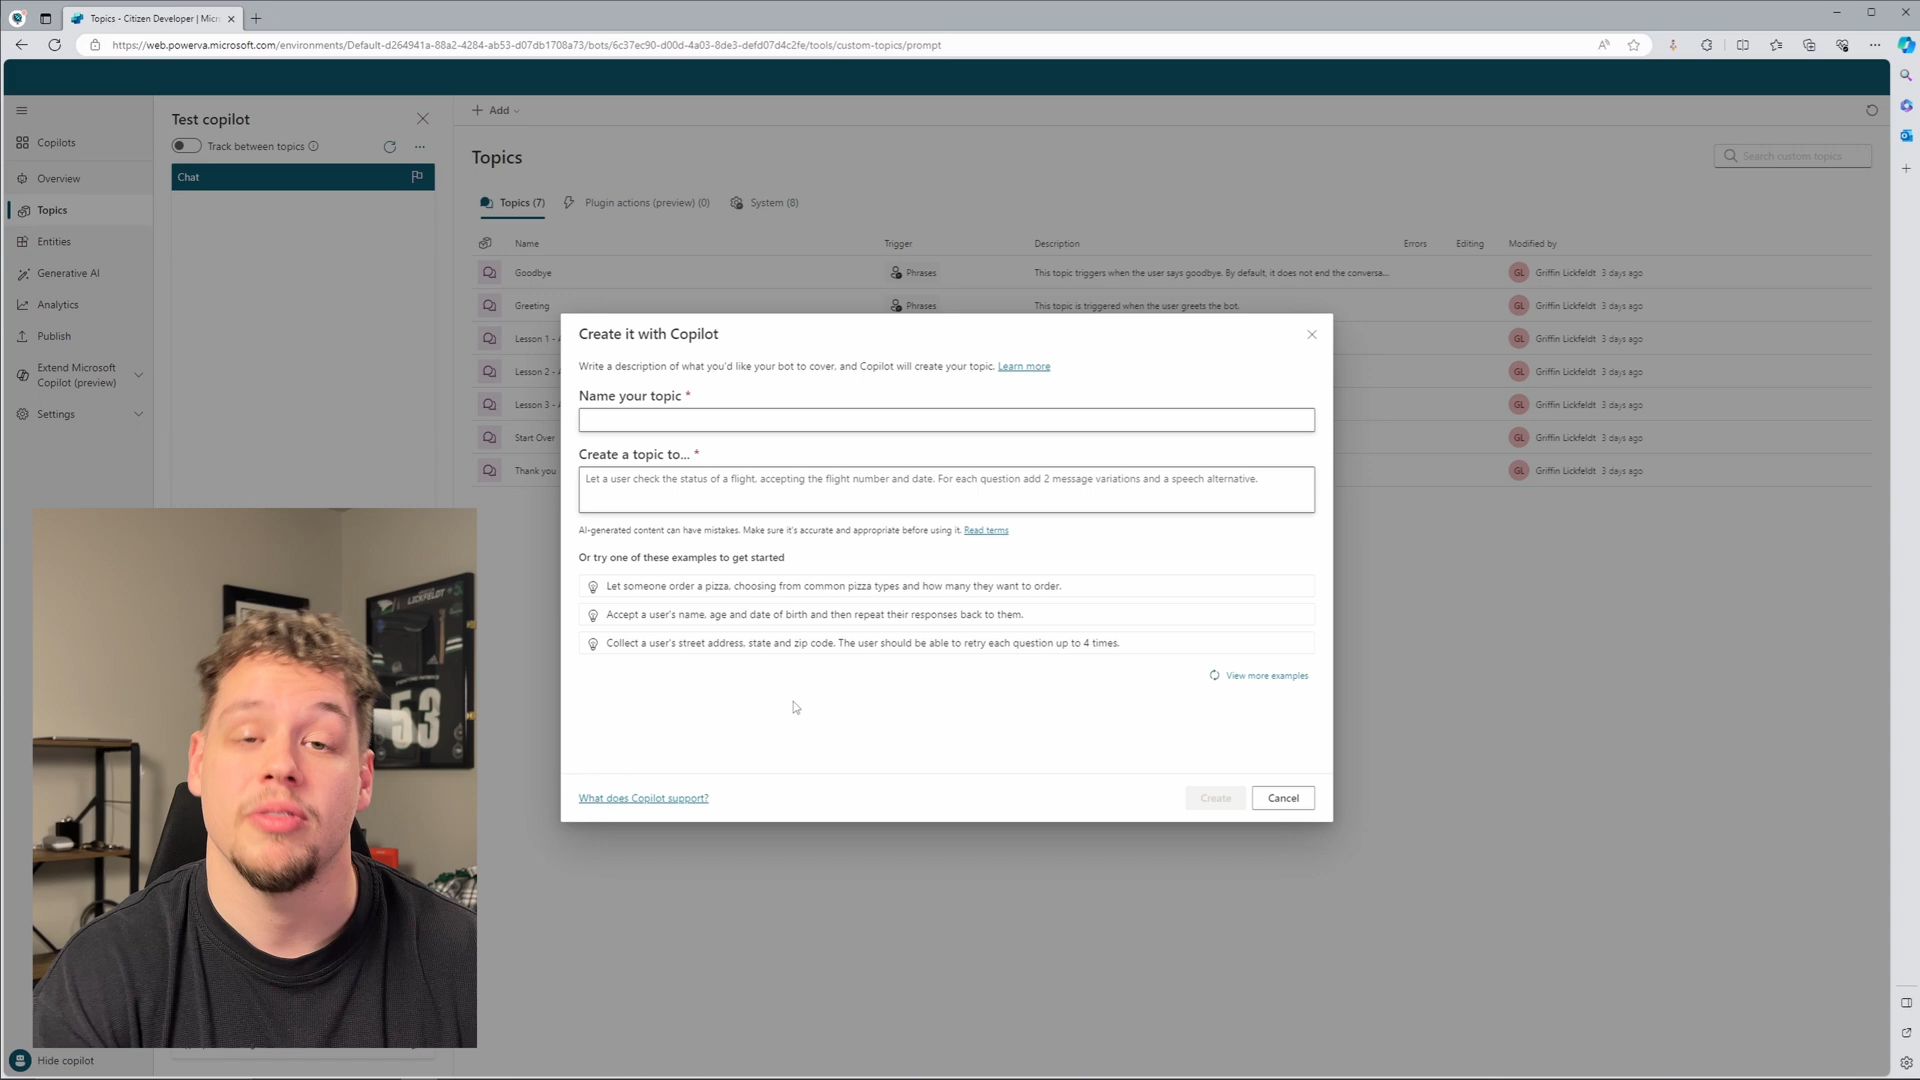 Topics - Citizen Developer | Micr
https://web.powerva.microsoft.com/environments/Default-d264941a-88a2-4284-ab53-d07db1708a73/bots/6c37ec90-d00d-4a03-8de3-defd07d4c2fe/tools/custom-topics/prompt
Copilots
Overview
Topics
Entities
Generative AI
Analytics
Publish
Extend Microsoft
Copilot (preview)
Settings
Hide copilot
Test copilot
Track between topics
Chat
Add
Topics
Search custom topics
Topics (7)
Plugin actions (preview) (0)
System (8)
Name Trigger Description Errors Editing Modified by
Goodbye Phrases This topic triggers when the user says goodbye. By default, it does not end the conversa... GL Griffin Lickfeldt 3 days ago
Greeting Phrases This topic is triggered when the user greets the bot. GL Griffin Lickfeldt 3 days ago
Lesson 1 - GL Griffin Lickfeldt 3 days ago
Lesson 2 - GL Griffin Lickfeldt 3 days ago
Lesson 3 - GL Griffin Lickfeldt 3 days ago
Start Over GL Griffin Lickfeldt 3 days ago
Thank you GL Griffin Lickfeldt 3 days ago
Create it with Copilot
Write a description of what you'd like your bot to cover, and Copilot will create your topic. Learn more
Name your topic *
Create a topic to... *
Let a user check the status of a flight, accepting the flight number and date. For each question add 2 message variations and a speech alternative.
AI-generated content can have mistakes. Make sure it's accurate and appropriate before using it. Read terms
Or try one of these examples to get started
Let someone order a pizza, choosing from common pizza types and how many they want to order.
Accept a user's name, age and date of birth and then repeat their responses back to them.
Collect a user's street address, state and zip code. The user should be able to retry each question up to 4 times.
View more examples
What does Copilot support?
Create
Cancel
LICKFELDT
53